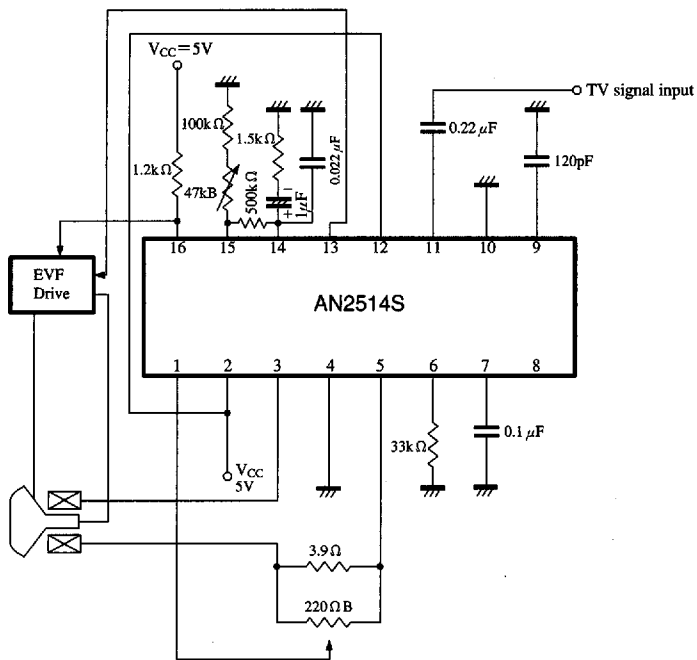 V_CC=5V
TV signal input
100kΩ
1.5kΩ
0.022μF
0.22μF
120pF
1.2kΩ
47kB
500kΩ
− +
1μF
16 15 14 13 12 11 10 9
EVF
Drive
AN2514S
1 2 3 4 5 6 7 8
33kΩ
0.1μF
V_CC
5V
3.9Ω
220ΩB